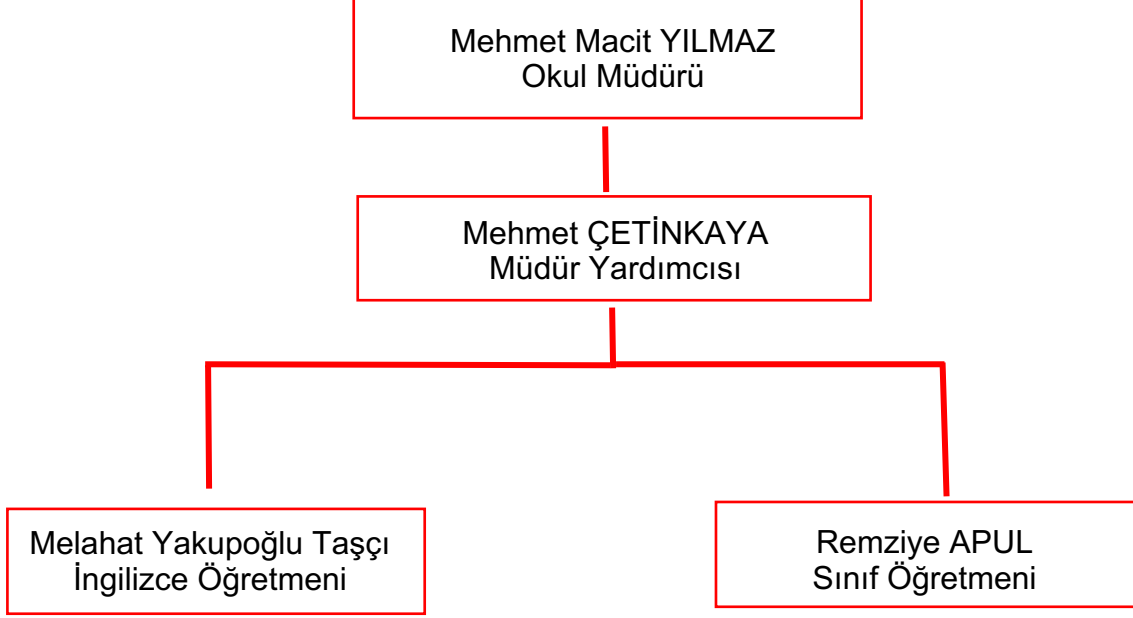 Mehmet Macit YILMAZ
Okul Müdürü
Mehmet ÇETİNKAYA
Müdür Yardımcısı
Melahat Yakupoğlu Taşçı
İngilizce Öğretmeni
Remziye APUL
Sınıf Öğretmeni